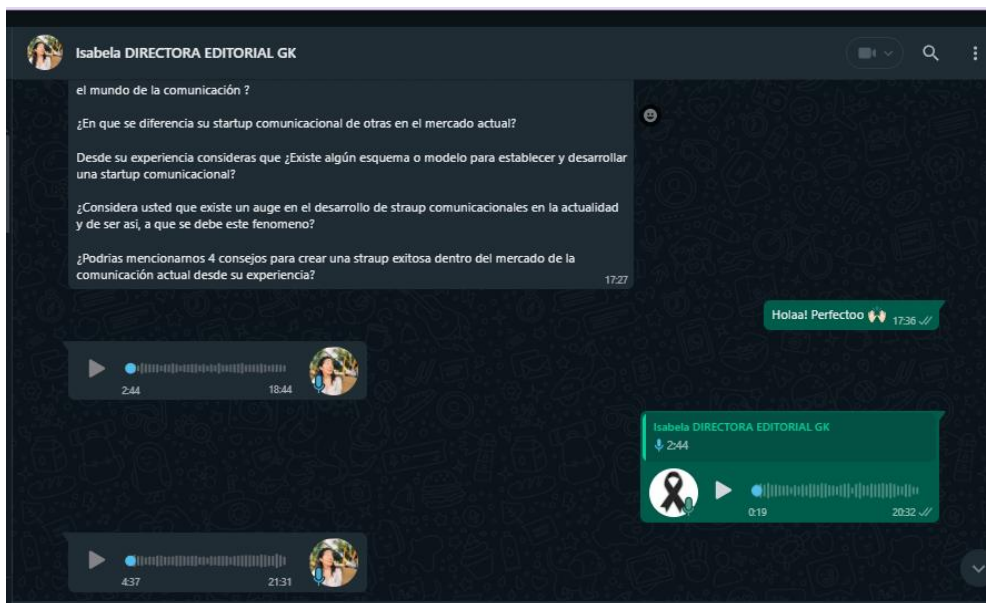 Isabela DIRECTORA EDITORIAL GK
el mundo de la comunicación ?
¿En que se diferencia su startup comunicacional de otras en el mercado actual?
Desde su experiencia consideras que ¿Existe algún esquema o modelo para establecer y desarrollar
una startup comunicacional?
¿Considera usted que existe un auge en el desarrollo de straup comunicacionales en la actualidad
y de ser asi, a que se debe este fenomeno?
¿Podrias mencionarnos 4 consejos para crear una straup exitosa dentro del mercado de la
comunicación actual desde su experiencia?
17:27
Holaa! Perfectoo 🙌🏻 17:36
2:44 18:44
Isabela DIRECTORA EDITORIAL GK
2:44
0:19 20:32
4:37 21:31